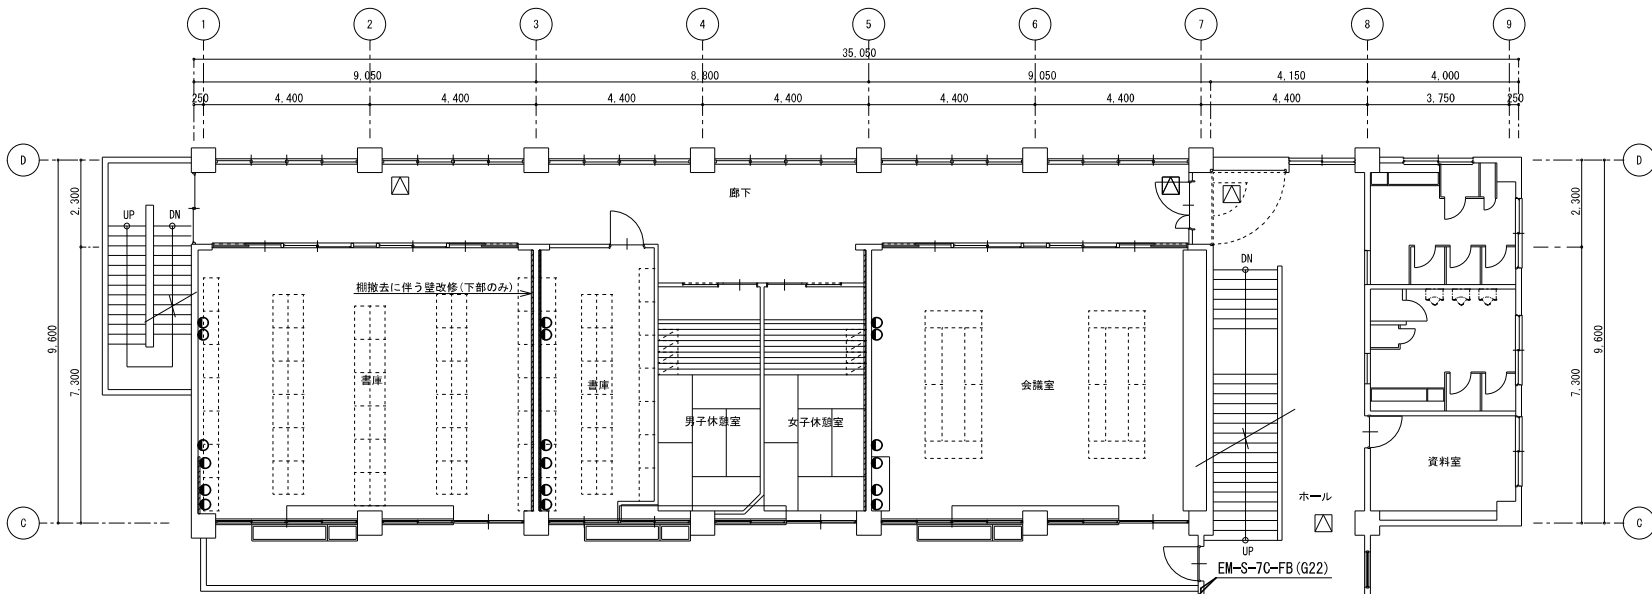 1 2 3 4 5 6 7 8 9
35,050
9,050 8,800 9,050 4,150 4,000
250 4,400 4,400 4,400 4,400 4,400 4,400 4,400 3,750 250
D D
廊下
2,300 2,300
UP DN
DN
棚撤去に伴う壁改修(下部のみ)
9,600 9,600
7,300 7,300
書庫 書庫 会議室
男子休憩室 女子休憩室
資料室
ホール
C C
UP
EM-S-7C-FB(G22)